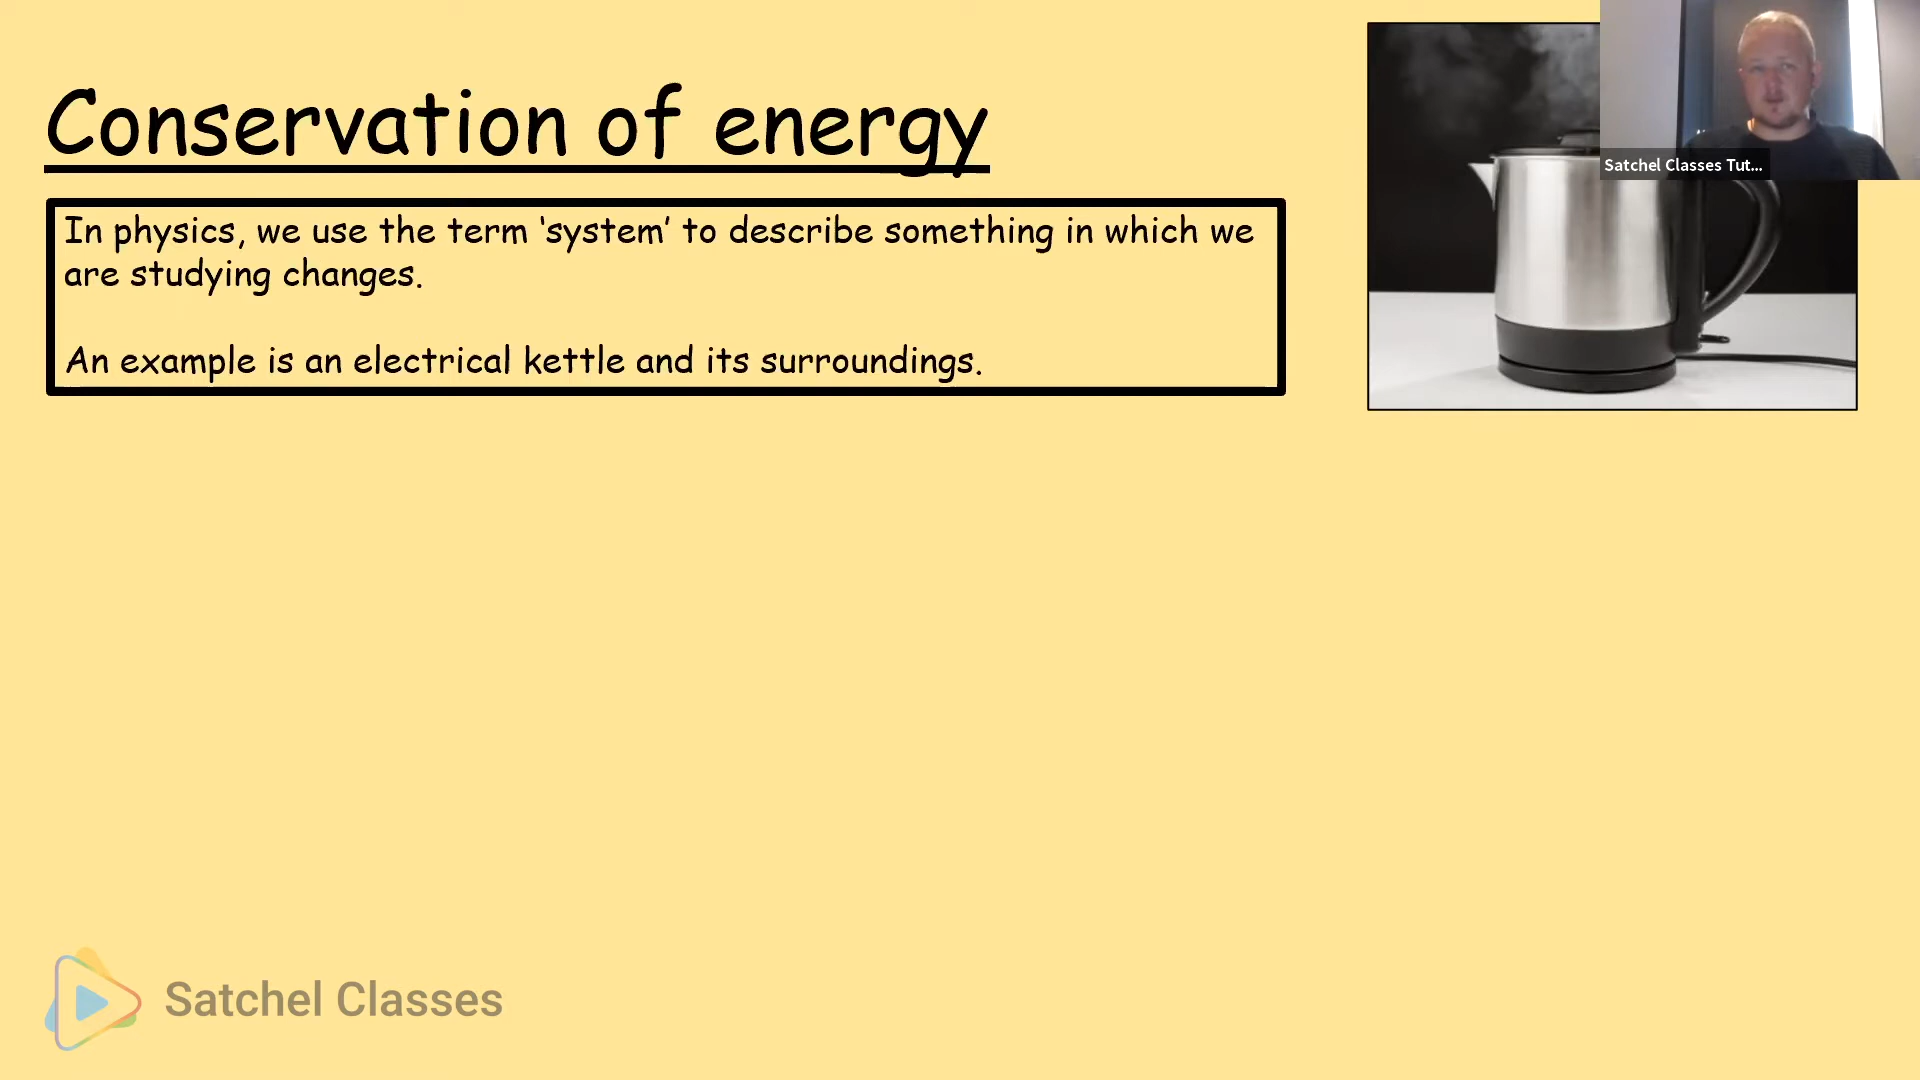 Conservation of energy
In physics, we use the term ‘system’ to describe something in which we
are studying changes.
An example is an electrical kettle and its surroundings.
Satchel Classes Tut...
Satchel Classes